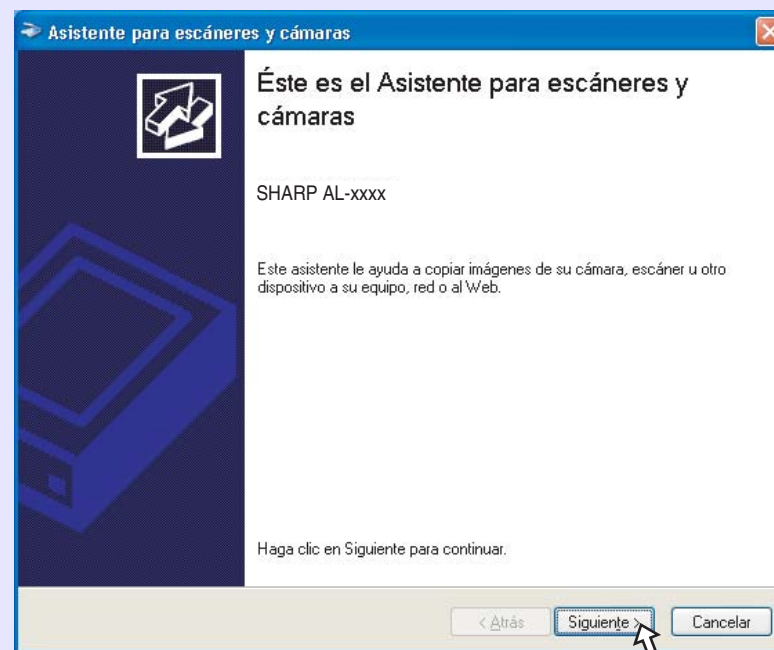 Asistente para escáneres y cámaras
Éste es el Asistente para escáneres y
cámaras
SHARP AL-xxxx
Este asistente le ayuda a copiar imágenes de su cámara, escáner u otro
dispositivo a su equipo, red o al Web.
Haga clic en Siguiente para continuar.
< Atrás Siguiente > Cancelar